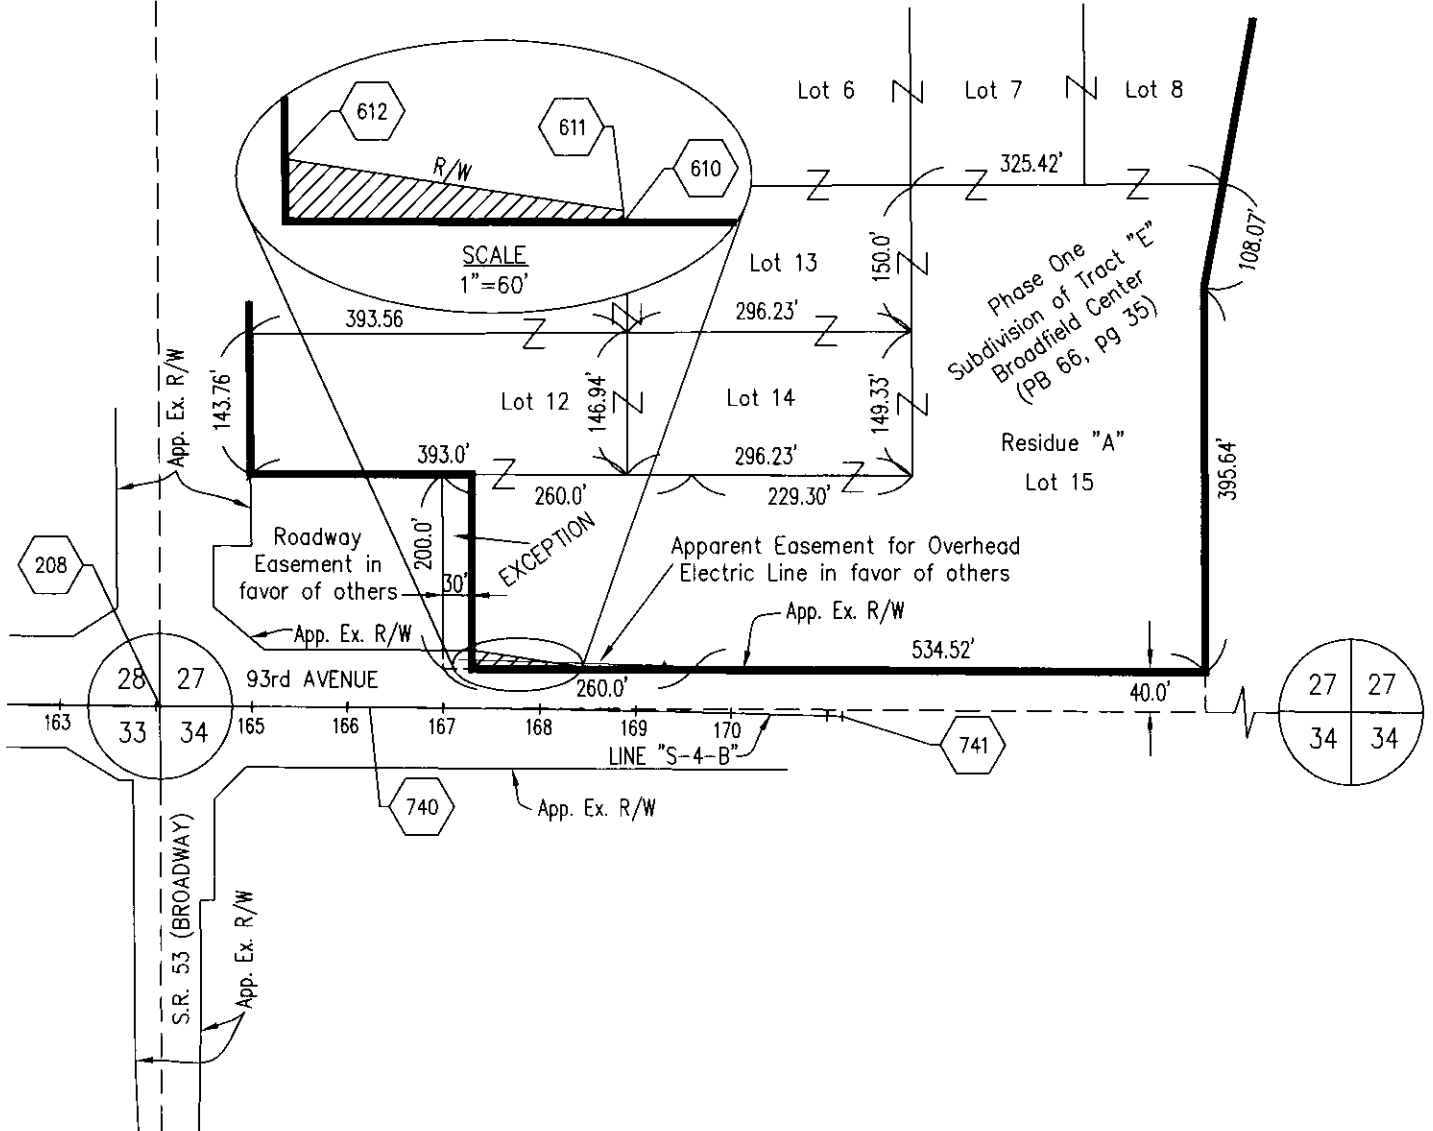 Lot 6
Lot 7
Lot 8
612
611
610
R/W
SCALE
1"=60'
325.42'
108.07'
Lot 13
150.0'
Phase One
Subdivision of Tract "E"
Broadfield Center
(PB 66, pg 35)
393.56
296.23'
143.76'
App. Ex. R/W
Lot 12
146.94'
Lot 14
149.33'
Residue "A"
Lot 15
395.64'
393.0'
296.23'
260.0'
229.30'
200.0'
30'
EXCEPTION
Roadway
Easement in
favor of others
Apparent Easement for Overhead
Electric Line in favor of others
208
App. Ex. R/W
App. Ex. R/W
534.52'
28
27
33
34
93rd AVENUE
260.0'
40.0'
27
27
34
34
163
165
166
167
168
169
170
LINE "S-4-B"
741
740
App. Ex. R/W
S.R. 53 (BROADWAY)
App. Ex. R/W